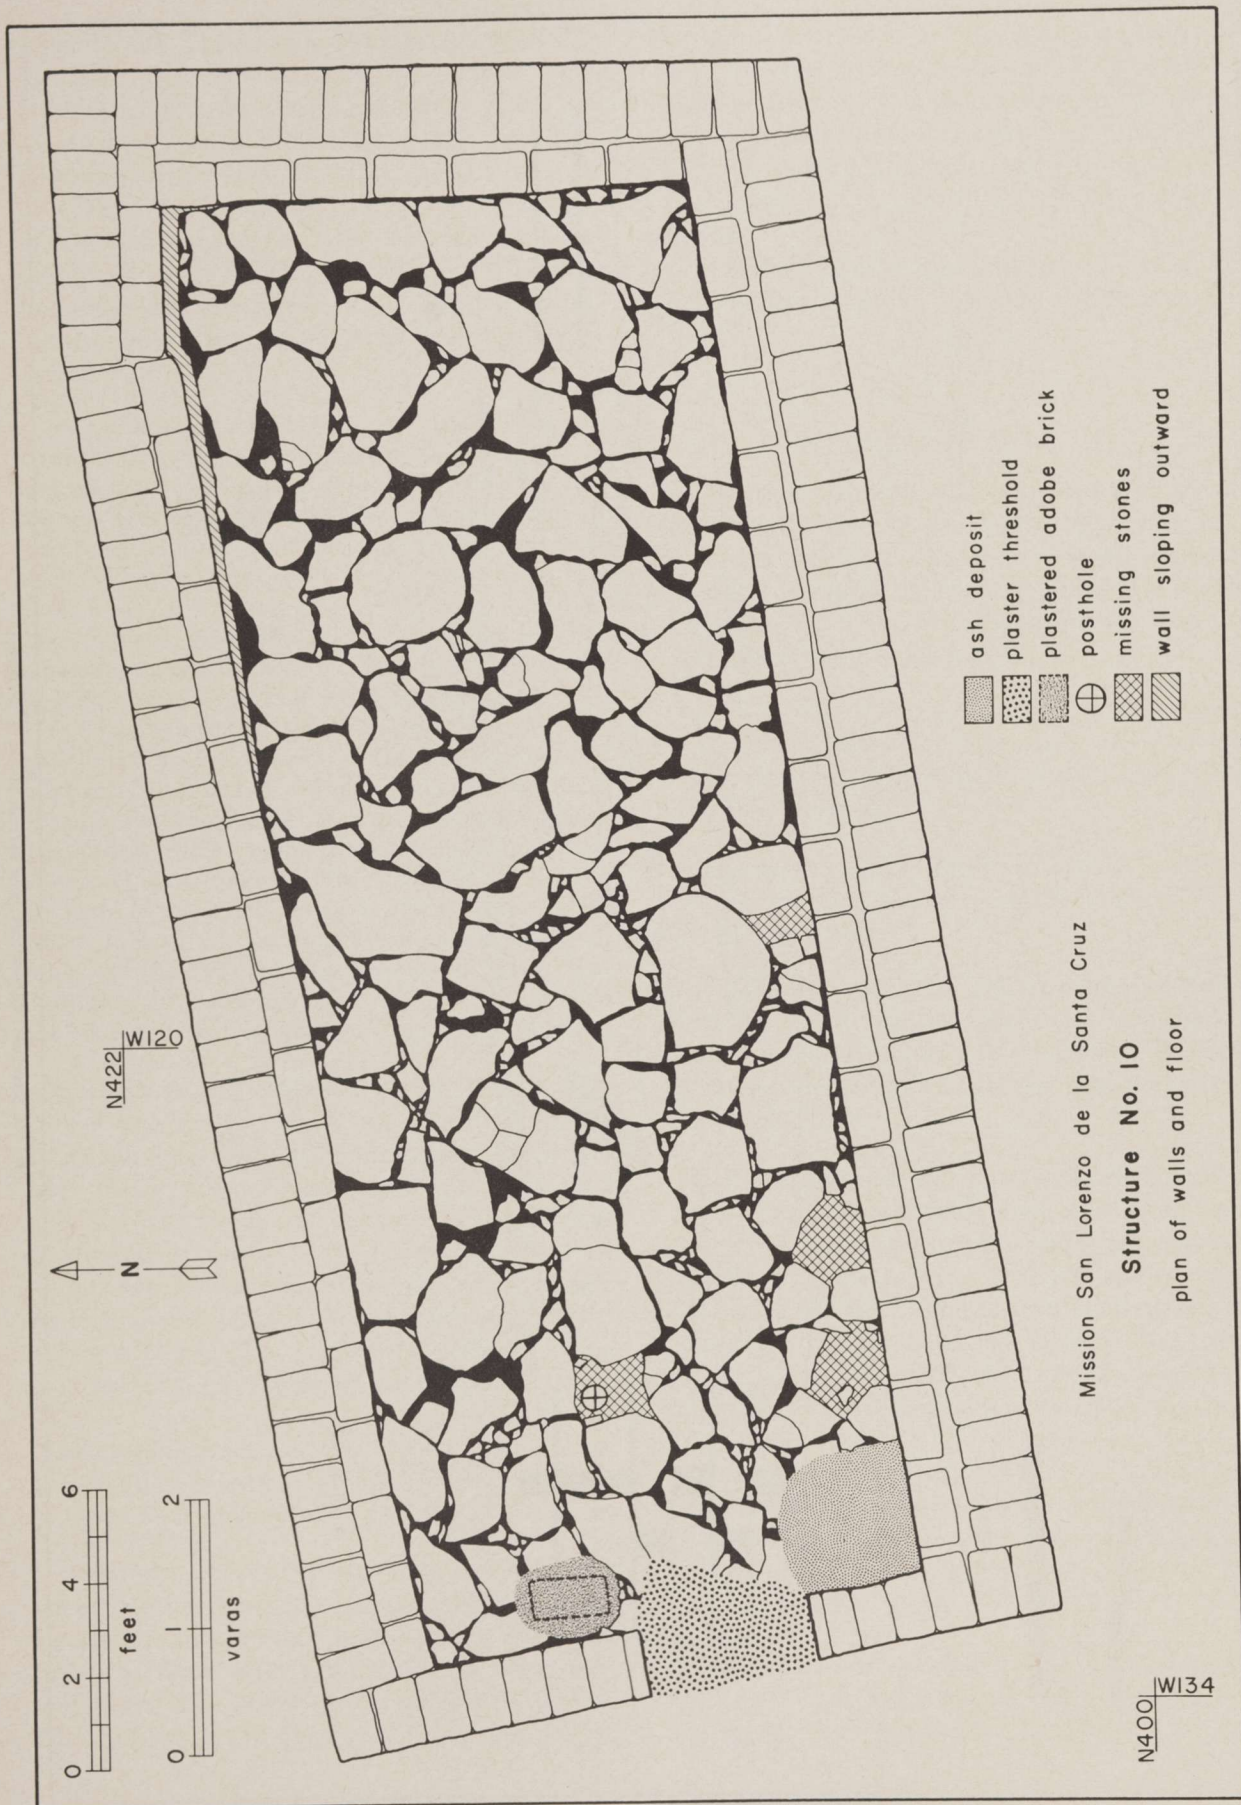 0 2 4 6
feet
0 1 2
varas
N
N422
W120
ash deposit
plaster threshold
plastered adobe brick
posthole
missing stones
wall sloping outward
Mission San Lorenzo de la Santa Cruz
Structure No. 10
plan of walls and floor
N400
W134